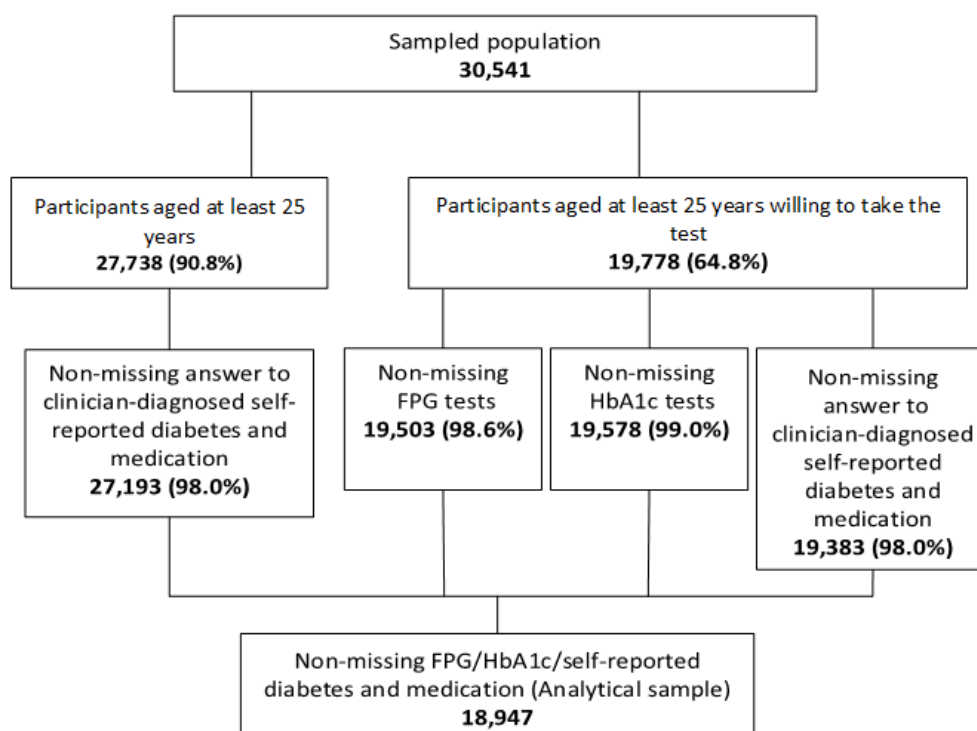 Sampled population
30,541
Participants aged at least 25
years
27,738 (90.8%)
Participants aged at least 25 years willing to take the
test
19,778 (64.8%)
Non-missing answer to
clinician-diagnosed self-
reported diabetes and
medication
27,193 (98.0%)
Non-missing
FPG tests
19,503 (98.6%)
Non-missing
HbA1c tests
19,578 (99.0%)
Non-missing
answer to
clinician-diagnosed
self-reported
diabetes and
medication
19,383 (98.0%)
Non-missing FPG/HbA1c/self-reported
diabetes and medication (Analytical sample)
18,947